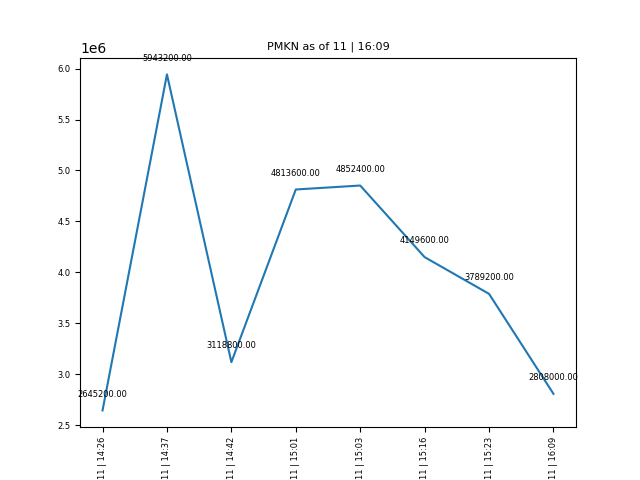 PMKN as of 11 | 16:09
1e6
6.0
5.5
5.0
4.5
4.0
3.5
3.0
2.5
2645200.00
5943200.00
3118800.00
4813600.00
4852400.00
4149600.00
3789200.00
2808000.00
11 | 14:26
11 | 14:37
11 | 14:42
11 | 15:01
11 | 15:03
11 | 15:16
11 | 15:23
11 | 16:09